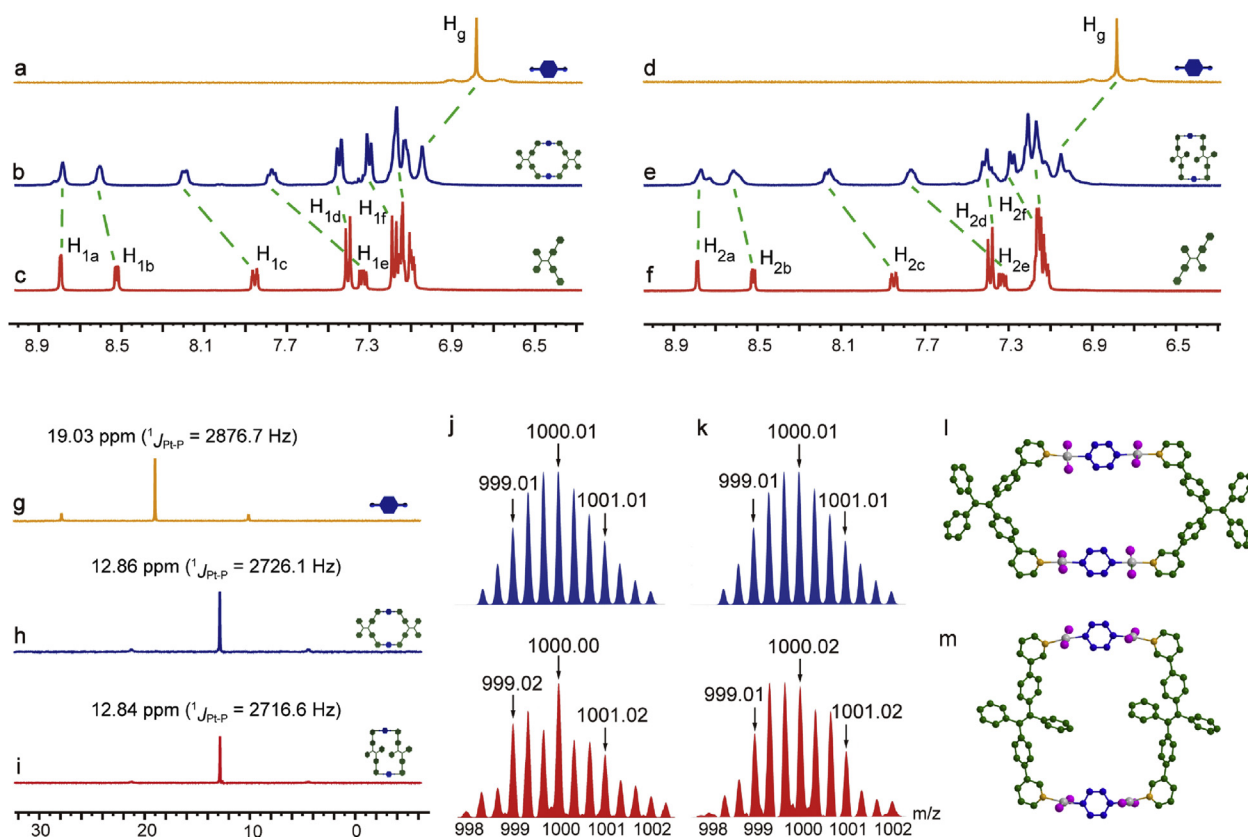 a
H_g
b
c
H_1a
H_1b
H_1c
H_1d
H_1e
H_1f
8.9 8.5 8.1 7.7 7.3 6.9 6.5
d
H_g
e
f
H_2a
H_2b
H_2c
H_2d
H_2e
H_2f
8.9 8.5 8.1 7.7 7.3 6.9 6.5
19.03 ppm (¹J_Pt-P = 2876.7 Hz)
g
12.86 ppm (¹J_Pt-P = 2726.1 Hz)
h
12.84 ppm (¹J_Pt-P = 2716.6 Hz)
i
30 20 10 0
j
1000.01
999.01
1001.01
1000.00
999.02
1001.02
998 999 1000 1001 1002
k
1000.01
999.01
1001.01
1000.02
999.01
1001.02
998 999 1000 1001 1002
m/z
l
m